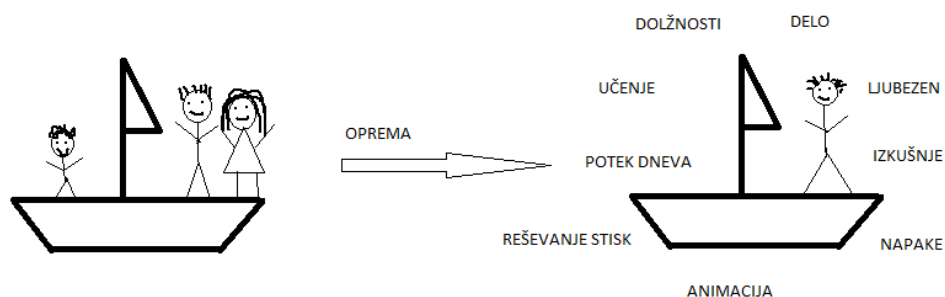 DOLŽNOSTI
DELO
UČENJE
LJUBEZEN
OPREMA
POTEK DNEVA
IZKUŠNJE
REŠEVANJE STISK
NAPAKE
ANIMACIJA